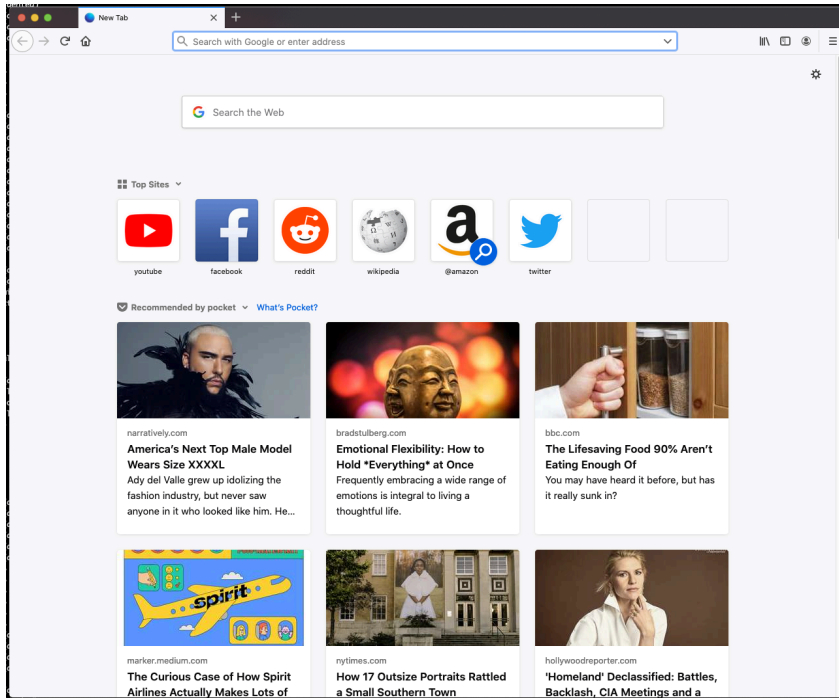 New Tab
Search with Google or enter address
Search the Web
Top Sites
youtube
facebook
reddit
wikipedia
@amazon
twitter
Recommended by pocket What's Pocket?
narratively.com
America's Next Top Male Model
Wears Size XXXXL
Ady del Valle grew up idolizing the
fashion industry, but never saw
anyone in it who looked like him. He...
bradstulberg.com
Emotional Flexibility: How to
Hold *Everything* at Once
Frequently embracing a wide range of
emotions is integral to living a
thoughtful life.
bbc.com
The Lifesaving Food 90% Aren't
Eating Enough Of
You may have heard it before, but has
it really sunk in?
spirit
marker.medium.com
The Curious Case of How Spirit
Airlines Actually Makes Lots of
nytimes.com
How 17 Outsize Portraits Rattled
a Small Southern Town
hollywoodreporter.com
'Homeland' Declassified: Battles,
Backlash, CIA Meetings and a